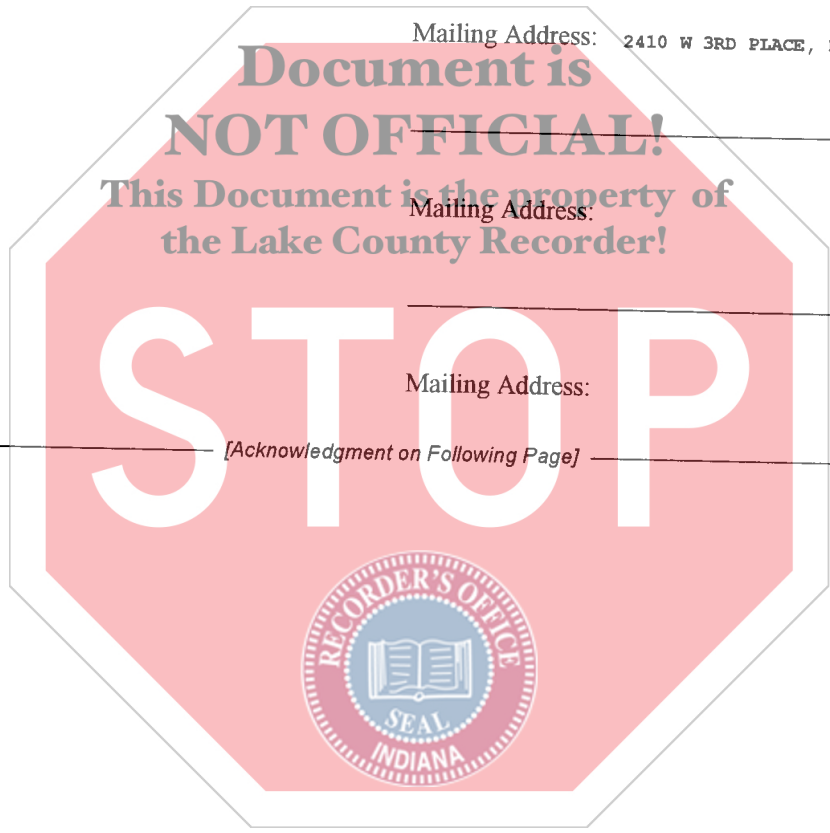 Mailing Address: 2410 W 3RD PLACE,
Document is
NOT OFFICIAL!
This Document is the property of
Mailing Address:
the Lake County Recorder!
STOP
Mailing Address:
[Acknowledgment on Following Page]
RECORDER'S OFFICE
SEAL
INDIANA